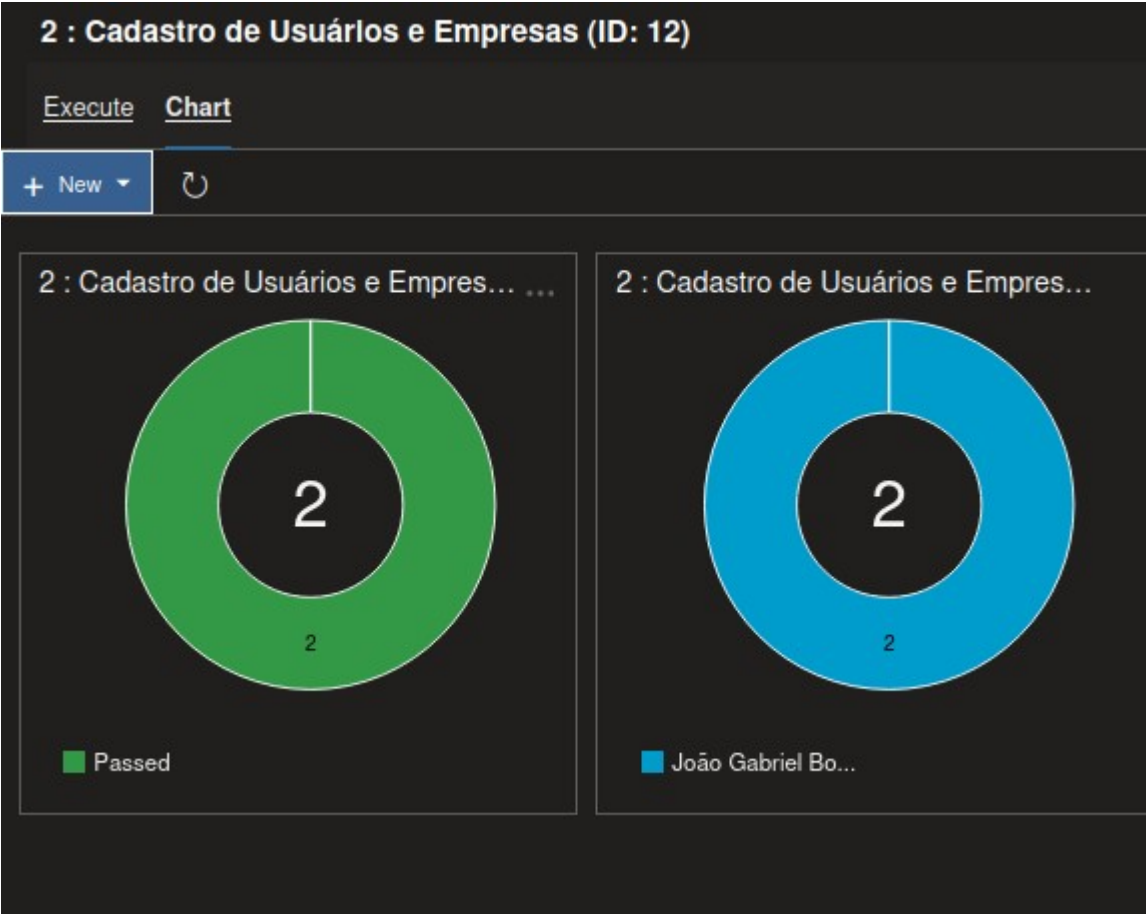 2 : Cadastro de Usuários e Empresas (ID: 12)
Execute Chart
+ New
2 : Cadastro de Usuários e Empres... ...
2 : Cadastro de Usuários e Empres...
2
2
2
2
Passed
João Gabriel Bo...